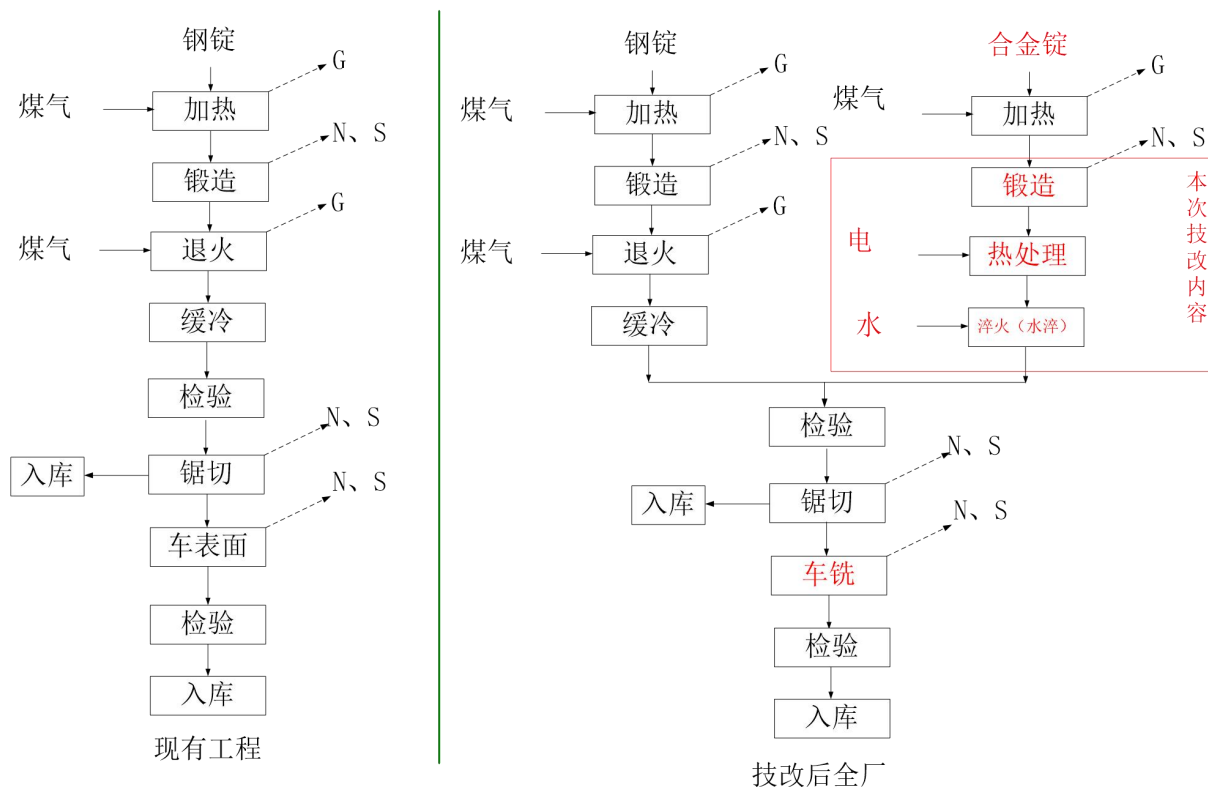 钢锭
G
煤气
加热
N、S
锻造
G
煤气
退火
缓冷
检验
N、S
入库
锯切
N、S
车表面
检验
入库
现有工程
钢锭
G
煤气
加热
N、S
锻造
G
煤气
退火
缓冷
合金锭
G
煤气
加热
N、S
锻造
本次技改内容
电
热处理
水
淬火（水淬）
检验
N、S
入库
锯切
N、S
车铣
检验
入库
技改后全厂